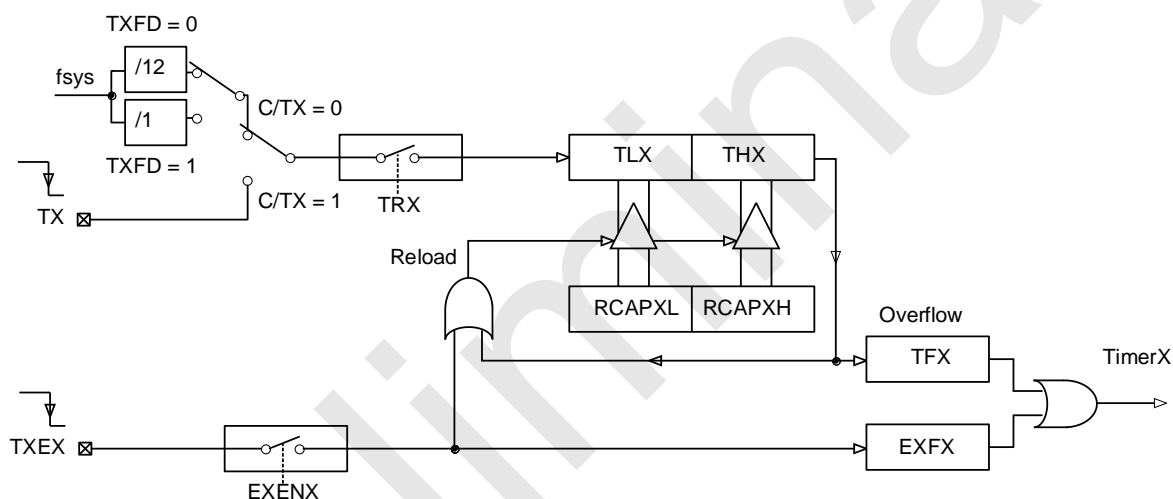 TXFD = 0
/12
fsys
C/TX = 0
/1
TXFD = 1
TX
C/TX = 1
TRX
TLX THX
Reload
RCAPXL RCAPXH
Overflow
TFX
TimerX
TXEX
EXENX
EXFX